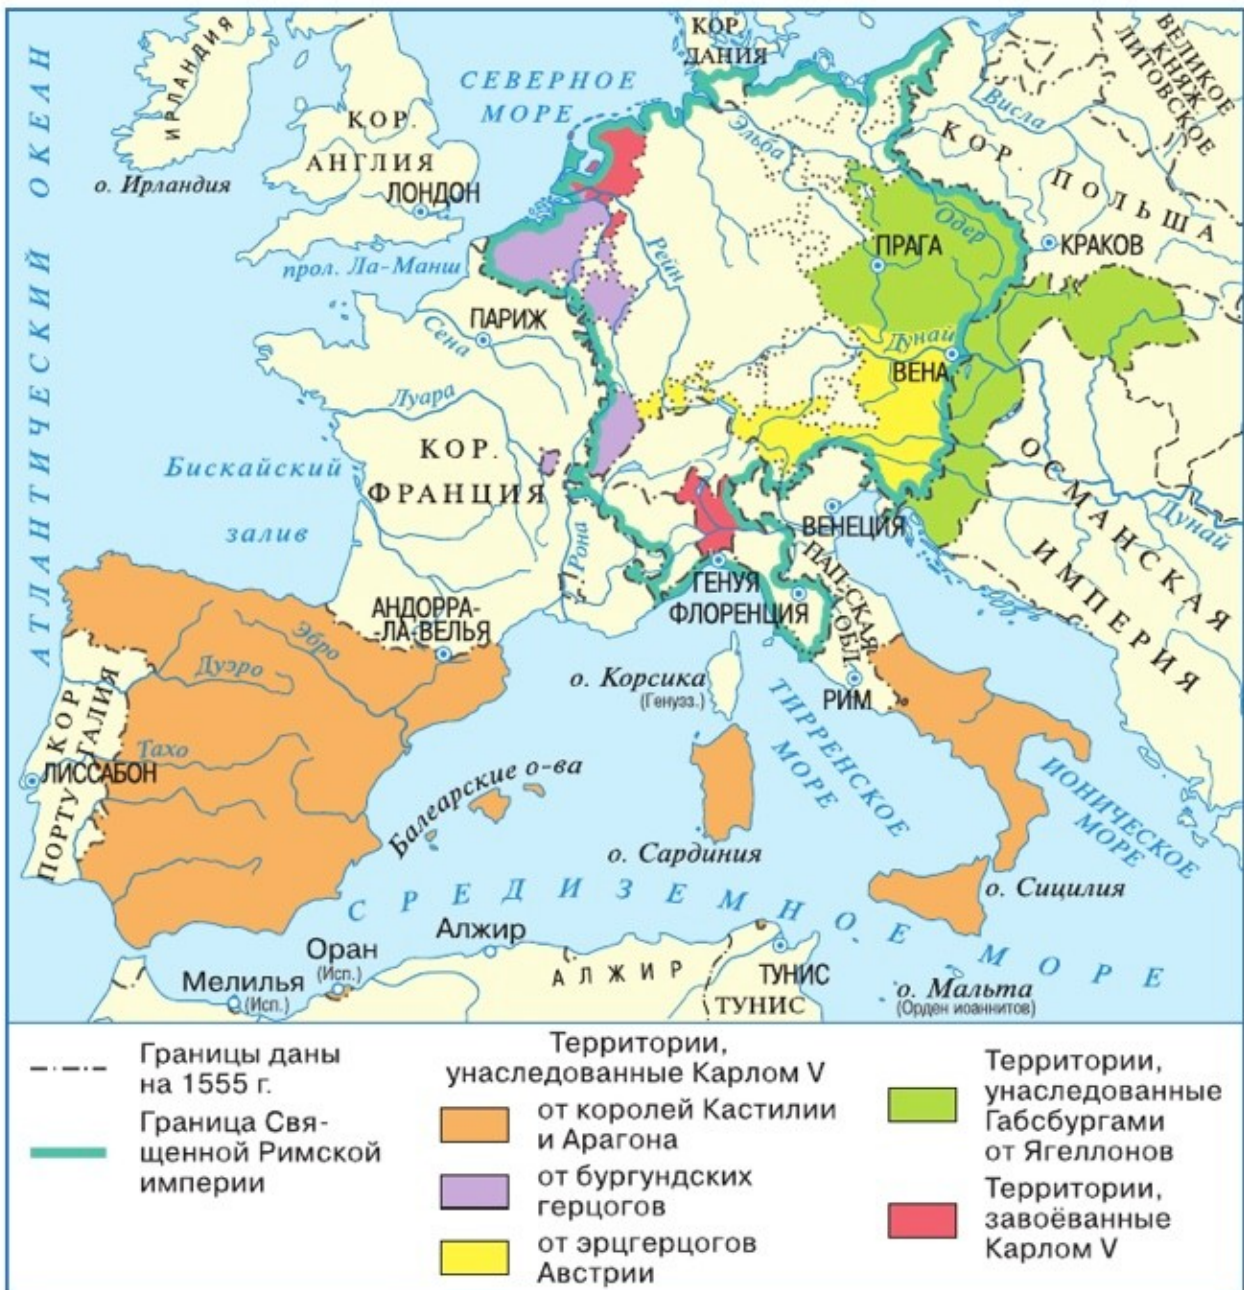 АТЛАНТИЧЕСКИЙ ОКЕАН
ИРЛАНДИЯ
о. Ирландия
КОР.
АНГЛИЯ
ЛОНДОН
СЕВЕРНОЕ
МОРЕ
КОР.
ДАНИЯ
ВЕЛИКОЕ
КНЯЖ.
ЛИТОВСКОЕ
Висла
КОР. ПОЛЬША
Эльба
Одер
ПРАГА
КРАКОВ
прол. Ла-Манш
Рейн
ПАРИЖ
Сена
Дунай
ВЕНА
Луара
КОР.
ФРАНЦИЯ
Бискайский
залив
Рона
ВЕНЕЦИЯ
ОСМАНСКАЯ
ИМПЕРИЯ
Дунай
ГЕНУЯ
ФЛОРЕНЦИЯ
ПАПСКАЯ
ОБЛ.
АНДОРРА-
-ЛА-ВЕЛЬЯ
Эбро
Дуэро
о. Корсика
(Генуэз.)
РИМ
ТИРРЕНСКОЕ
МОРЕ
КОР.
ПОРТУГАЛИЯ
Тахо
ЛИССАБОН
Балеарские о-ва
ИОНИЧЕСКОЕ
МОРЕ
о. Сардиния
о. Сицилия
СРЕДИЗЕМНОЕ МОРЕ
Алжир
Оран
(Исп.)
Мелилья
(Исп.)
АЛЖИР
ТУНИС
ТУНИС
о. Мальта
(Орден иоаннитов)
Границы даны
на 1555 г.
Граница Свя-
щенной Римской
империи
Территории,
унаследованные Карлом V
от королей Кастилии
и Арагона
от бургундских
герцогов
от эрцгерцогов
Австрии
Территории,
унаследованные
Габсбургами
от Ягеллонов
Территории,
завоёванные
Карлом V